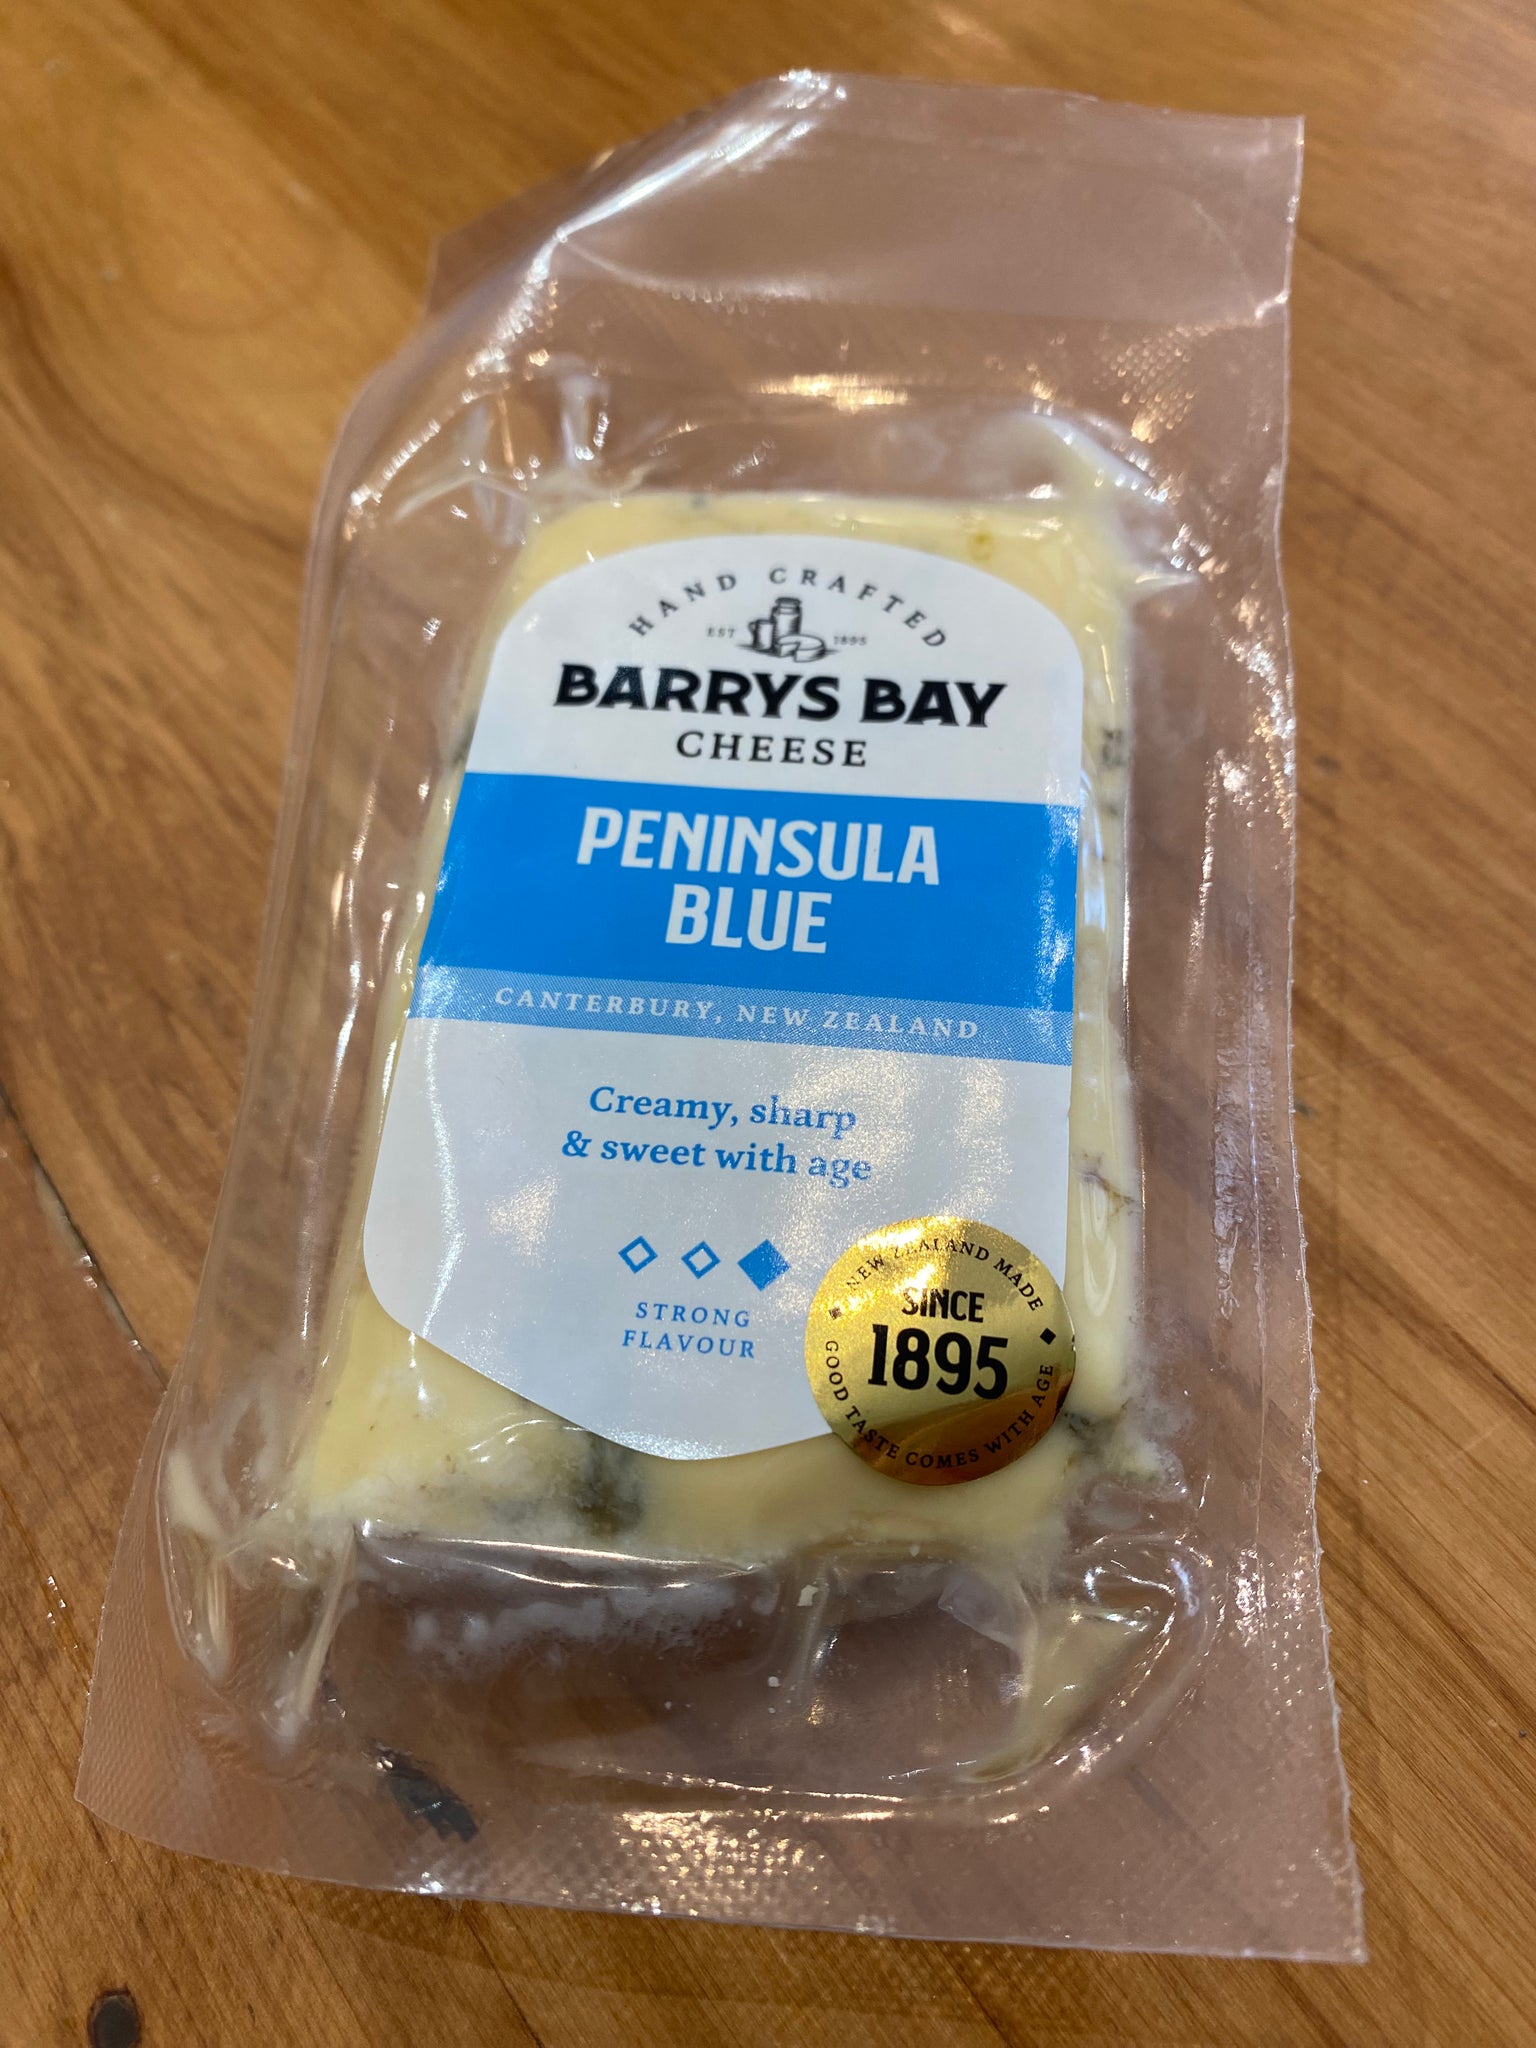 HAND CRAFTED
EST 1895
BARRYS BAY
CHEESE
PENINSULA
BLUE
CANTERBURY, NEW ZEALAND
Creamy, sharp
& sweet with age
STRONG
FLAVOUR
NEW ZEALAND MADE
SINCE
1895
GOOD TASTE COMES WITH AGE